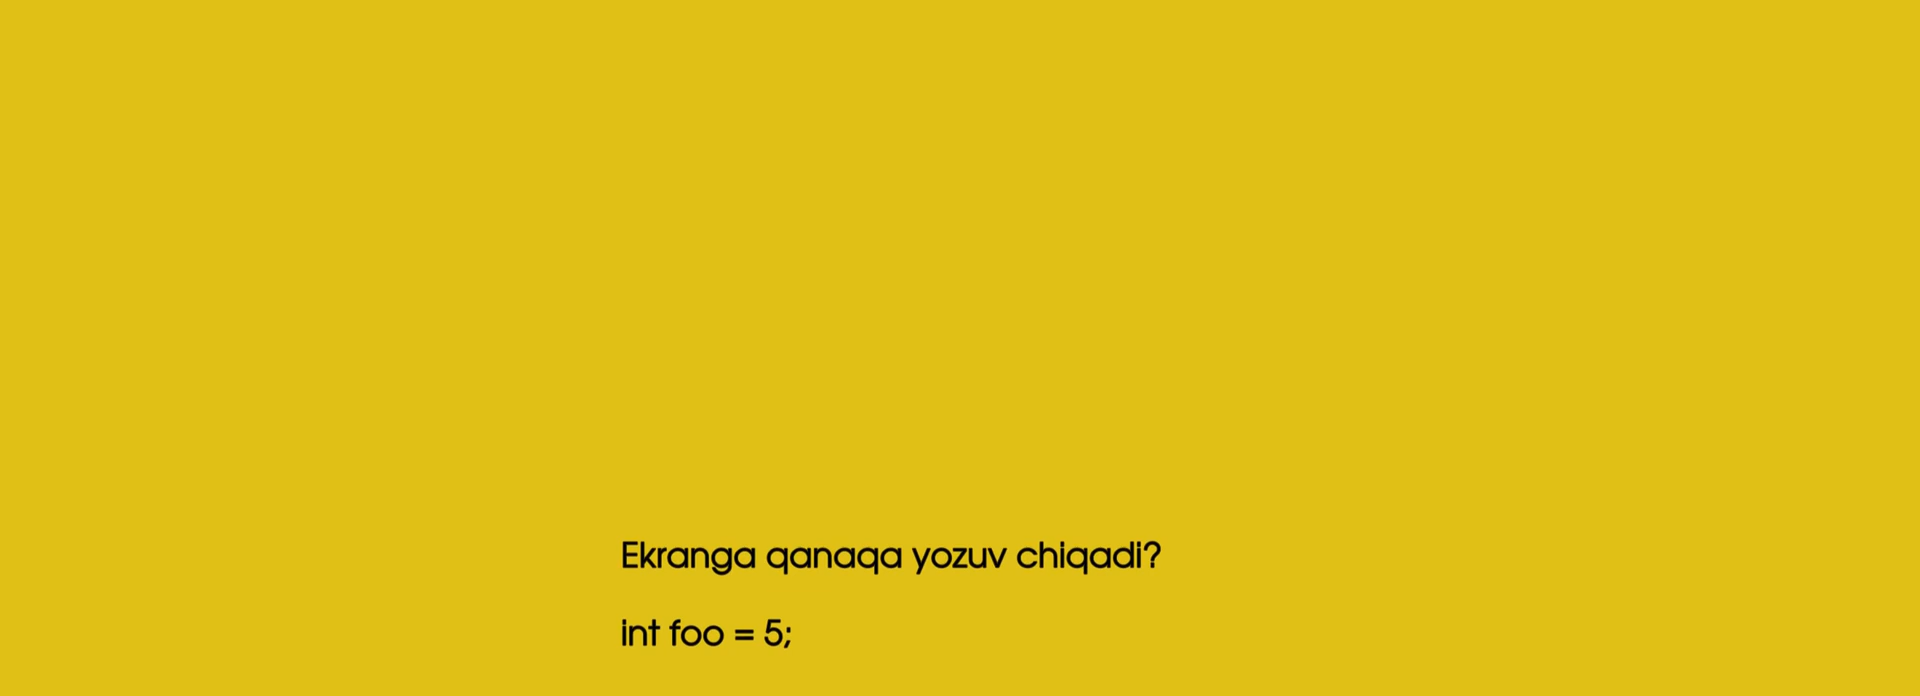 Ekranga qanaqa yozuv chiqadi?
int foo = 5;